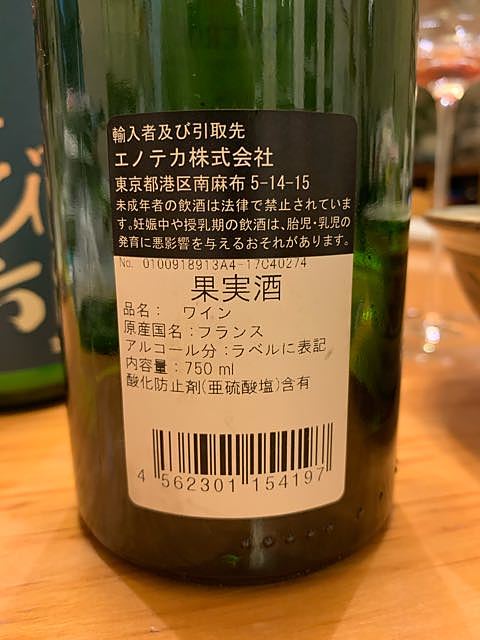 輸入者及び引取先
エノテカ株式会社
東京都港区南麻布 5-14-15
未成年者の飲酒は法律で禁止されていま
す。妊娠中や授乳期の飲酒は、胎児・乳児の
発育に悪影響を与えるおそれがあります。
No. 0100918913A4-17C40274
果実酒
品名： ワイン
原産国名：フランス
アルコール分：ラベルに表記
内容量：750 ml
酸化防止剤(亜硫酸塩)含有
4 562301 154197
び